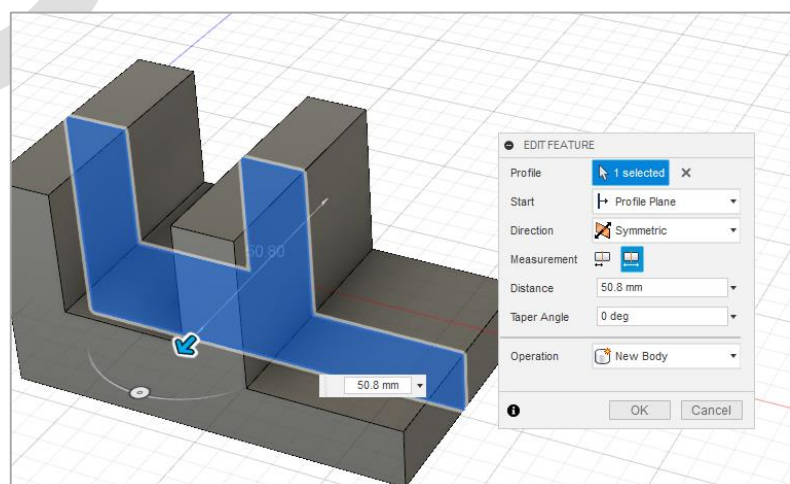 50.80
50.8 mm
EDIT FEATURE
Profile 1 selected
Start Profile Plane
Direction Symmetric
Measurement
Distance 50.8 mm
Taper Angle 0 deg
Operation New Body
OK Cancel